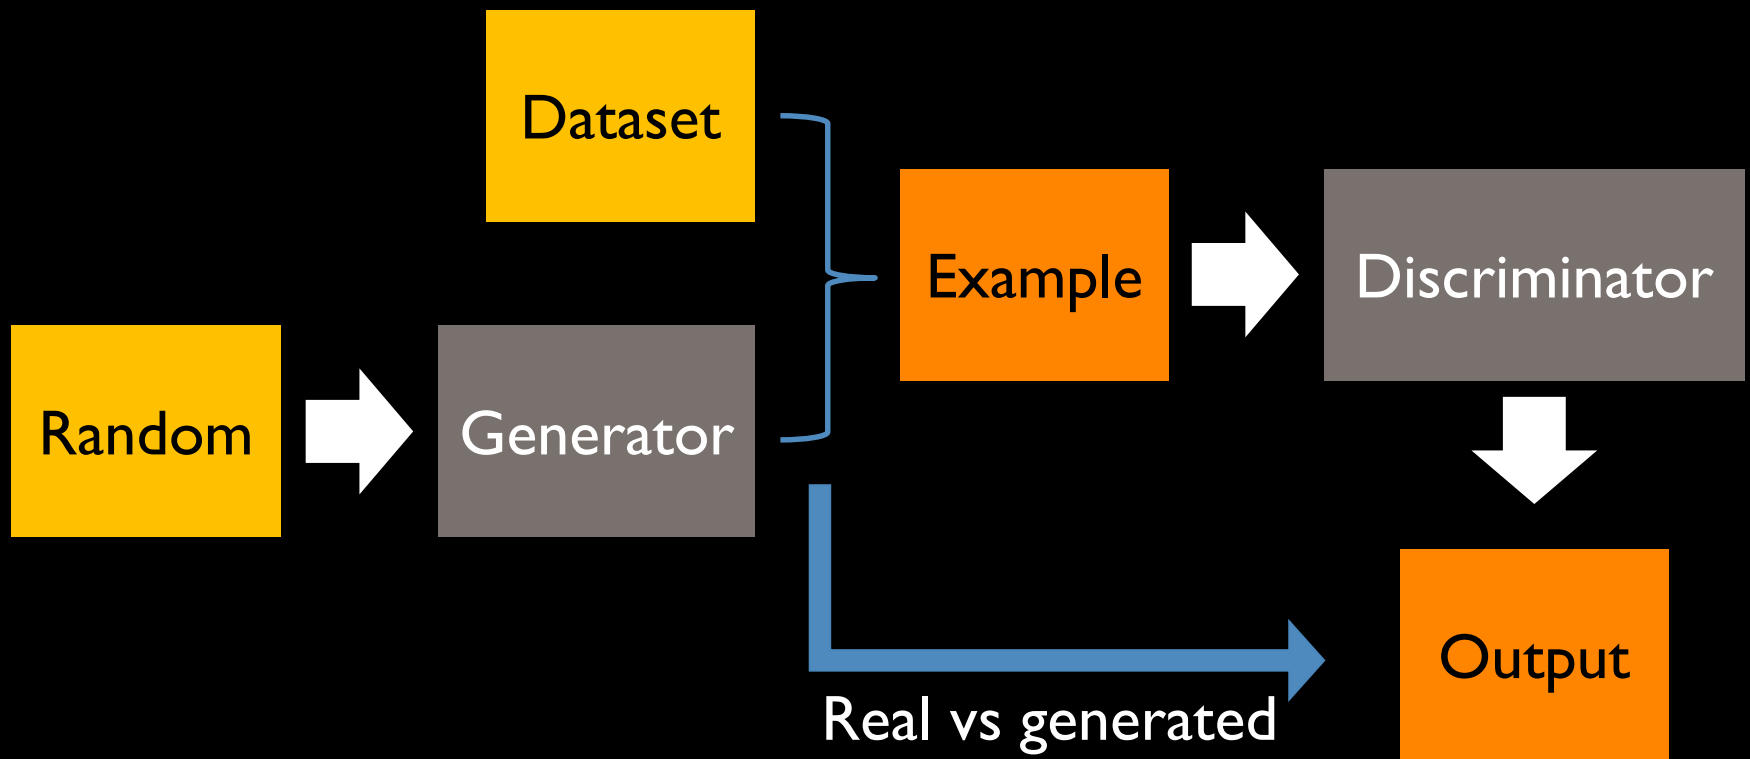 Dataset
Example
Discriminator
Random
Generator
Output
Real vs generated